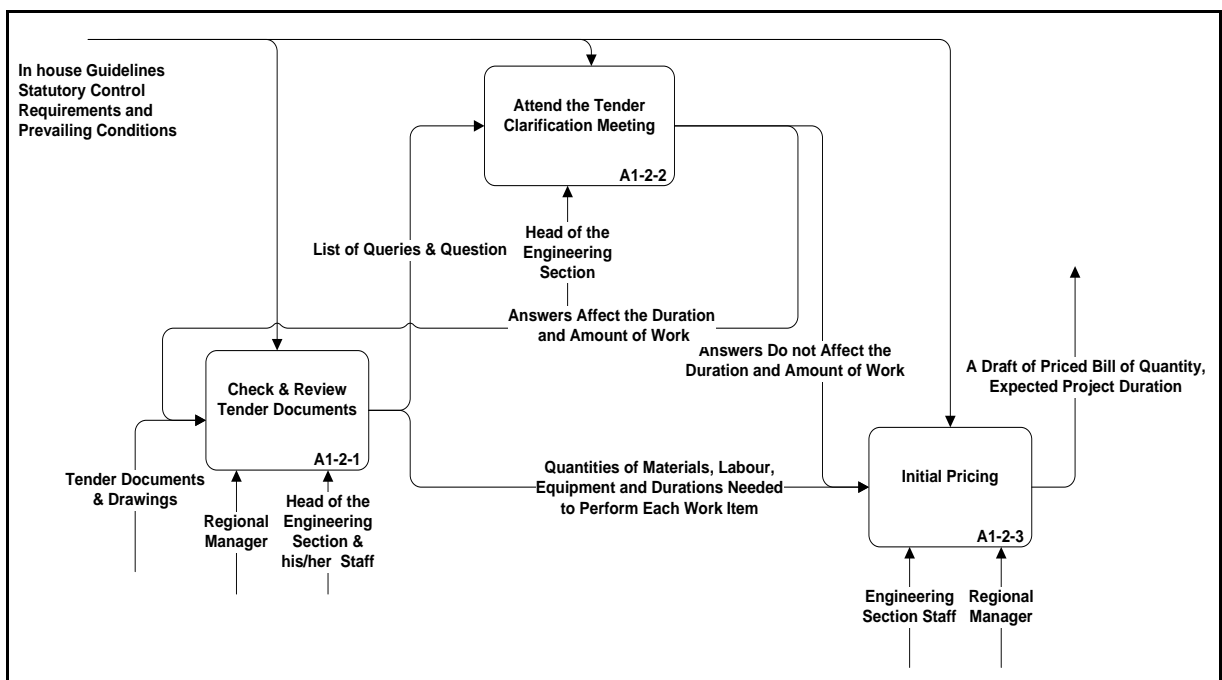 In house Guidelines
Statutory Control
Requirements and
Prevailing Conditions
Attend the Tender
Clarification Meeting
A1-2-2
List of Queries & Question
Head of the
Engineering
Section
Answers Affect the Duration
and Amount of Work
Answers Do not Affect the
Duration and Amount of Work
A Draft of Priced Bill of Quantity,
Expected Project Duration
Check & Review
Tender Documents
A1-2-1
Tender Documents
& Drawings
Regional
Manager
Head of the
Engineering
Section &
his/her Staff
Quantities of Materials, Labour,
Equipment and Durations Needed
to Perform Each Work Item
Initial Pricing
A1-2-3
Engineering
Section Staff
Regional
Manager